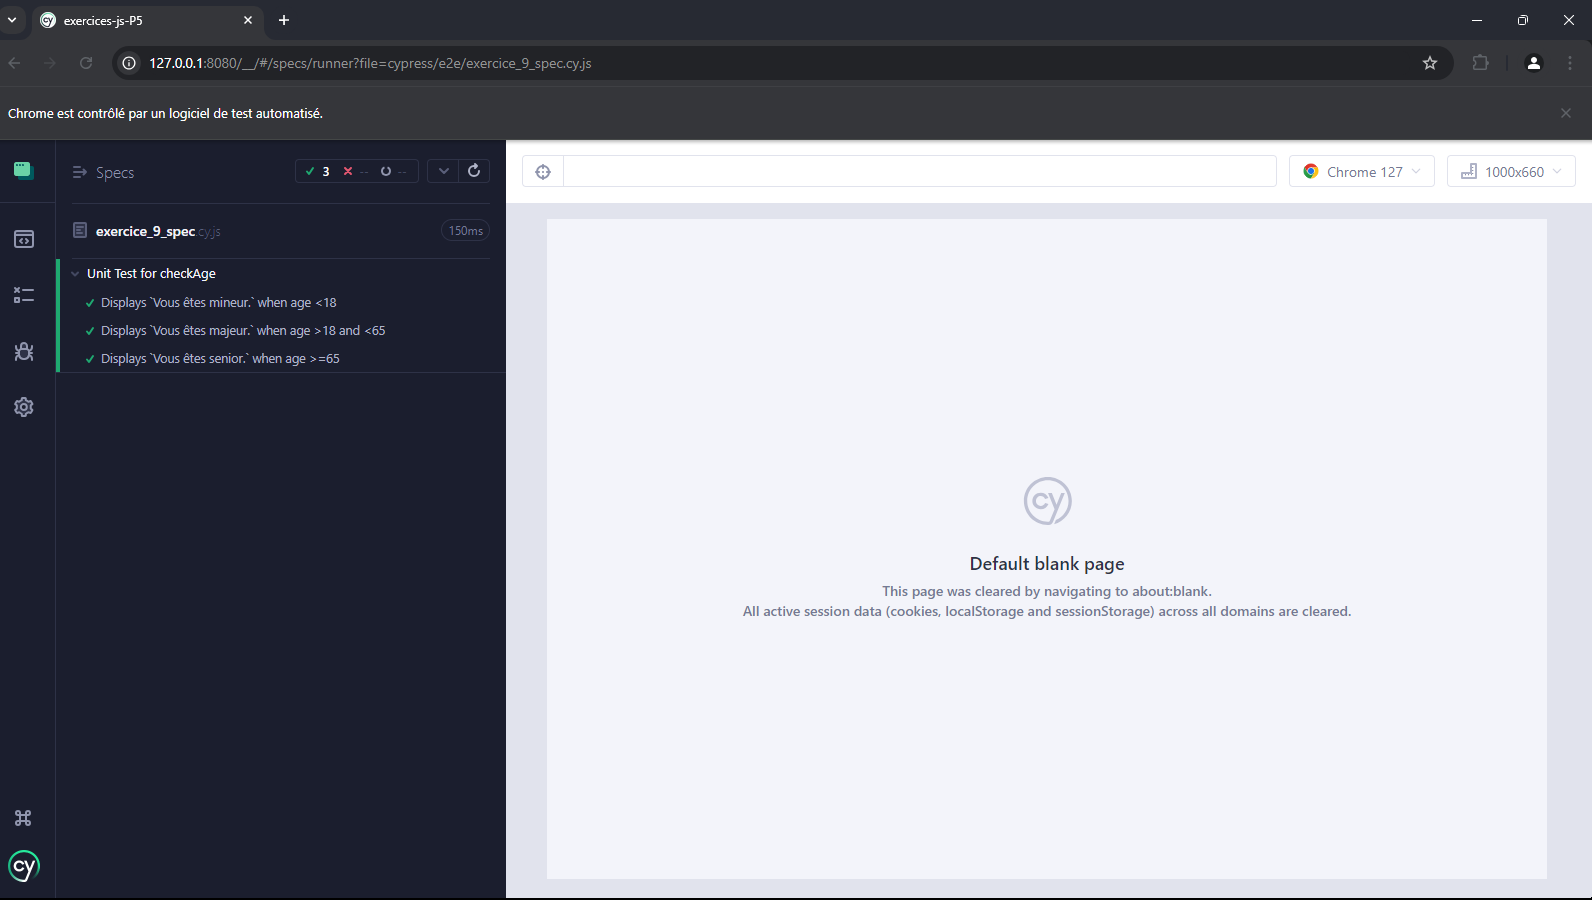 exercices-js-P5
127.0.0.1:8080/__/#/specs/runner?file=cypress/e2e/exercice_9_spec.cy.js
Chrome est contrôlé par un logiciel de test automatisé.
Specs
3 -- --
exercice_9_spec.cy.js
150ms
Unit Test for checkAge
Displays `Vous êtes mineur.` when age <18
Displays `Vous êtes majeur.` when age >18 and <65
Displays `Vous êtes senior.` when age >=65
Chrome 127
1000x660
cy
Default blank page
This page was cleared by navigating to about:blank.
All active session data (cookies, localStorage and sessionStorage) across all domains are cleared.
cy